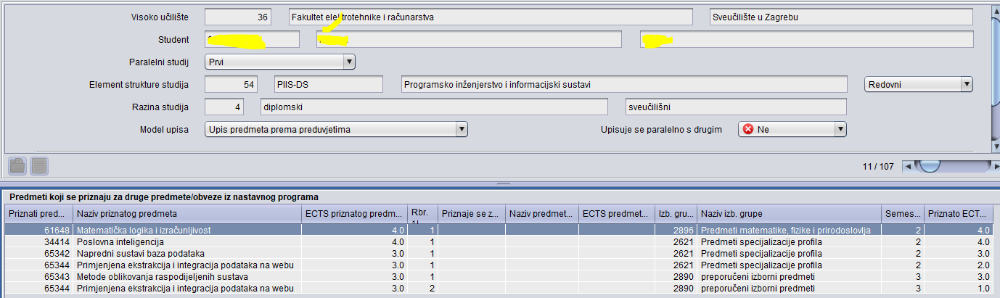 Visoko učilište 36 Fakultet elektrotehnike i računarstva Sveučilište u Zagrebu
Student
Paralelni studij Prvi
Element strukture studija 54 PIIS-DS Programsko inženjerstvo i informacijski sustavi Redovni
Razina studija 4 diplomski sveučilišni
Model upisa Upis predmeta prema preduvjetima Upisuje se paralelno s drugim Ne
11 / 107
Predmeti koji se priznaju za druge predmete/obveze iz nastavnog programa
Priznati pred... Naziv priznatog predmeta ECTS priznatog predm... Rbr. Priznaje se z... Naziv predmet... ECTS predmet... Izb. gru... Naziv izb. grupe Semes... Priznato ECT...
61648 Matematička logika i izračunljivost 4.0 1 2896 Predmeti matematike, fizike i prirodoslovlja 2 4.0
34414 Poslovna inteligencija 4.0 1 2621 Predmeti specijalizacije profila 2 4.0
65342 Napredni sustavi baza podataka 3.0 1 2621 Predmeti specijalizacije profila 2 3.0
65344 Primjenjena ekstrakcija i integracija podataka na webu 3.0 1 2621 Predmeti specijalizacije profila 2 2.0
65343 Metode oblikovanja raspodijeljenih sustava 3.0 1 2890 preporučeni izborni predmeti 3 3.0
65344 Primjenjena ekstrakcija i integracija podataka na webu 3.0 2 2890 preporučeni izborni predmeti 3 1.0